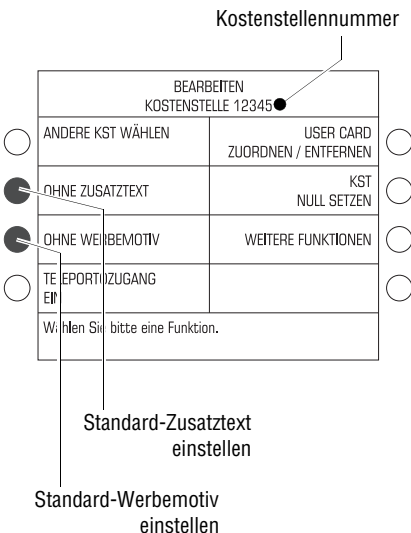 Kostenstellennummer
BEARBEITEN
KOSTENSTELLE 12345
ANDERE KST WÄHLEN
USER CARD
ZUORDNEN / ENTFERNEN
OHNE ZUSATZTEXT
KST
NULL SETZEN
OHNE WERBEMOTIV
WEITERE FUNKTIONEN
TELEPORTOZUGANG
EIN
Wählen Sie bitte eine Funktion.
Standard-Zusatztext
einstellen
Standard-Werbemotiv
einstellen